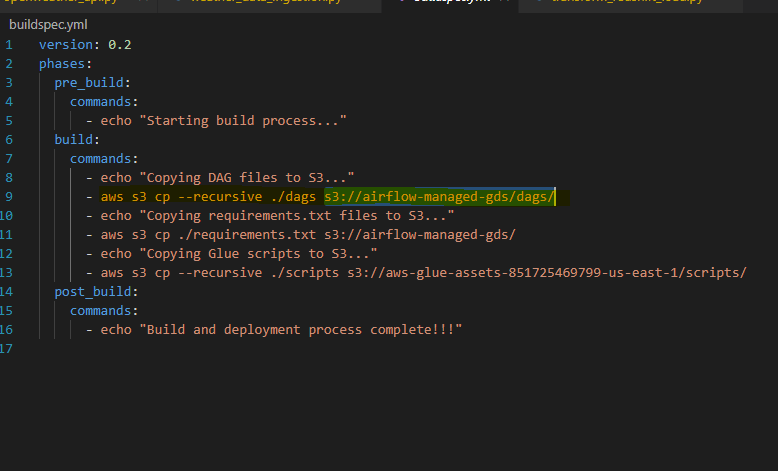 buildspec.yml
1 version: 0.2
2 phases:
3 pre_build:
4 commands:
5 - echo "Starting build process..."
6 build:
7 commands:
8 - echo "Copying DAG files to S3..."
9 - aws s3 cp --recursive ./dags s3://airflow-managed-gds/dags/
10 - echo "Copying requirements.txt files to S3..."
11 - aws s3 cp ./requirements.txt s3://airflow-managed-gds/
12 - echo "Copying Glue scripts to S3..."
13 - aws s3 cp --recursive ./scripts s3://aws-glue-assets-851725469799-us-east-1/scripts/
14 post_build:
15 commands:
16 - echo "Build and deployment process complete!!!"
17